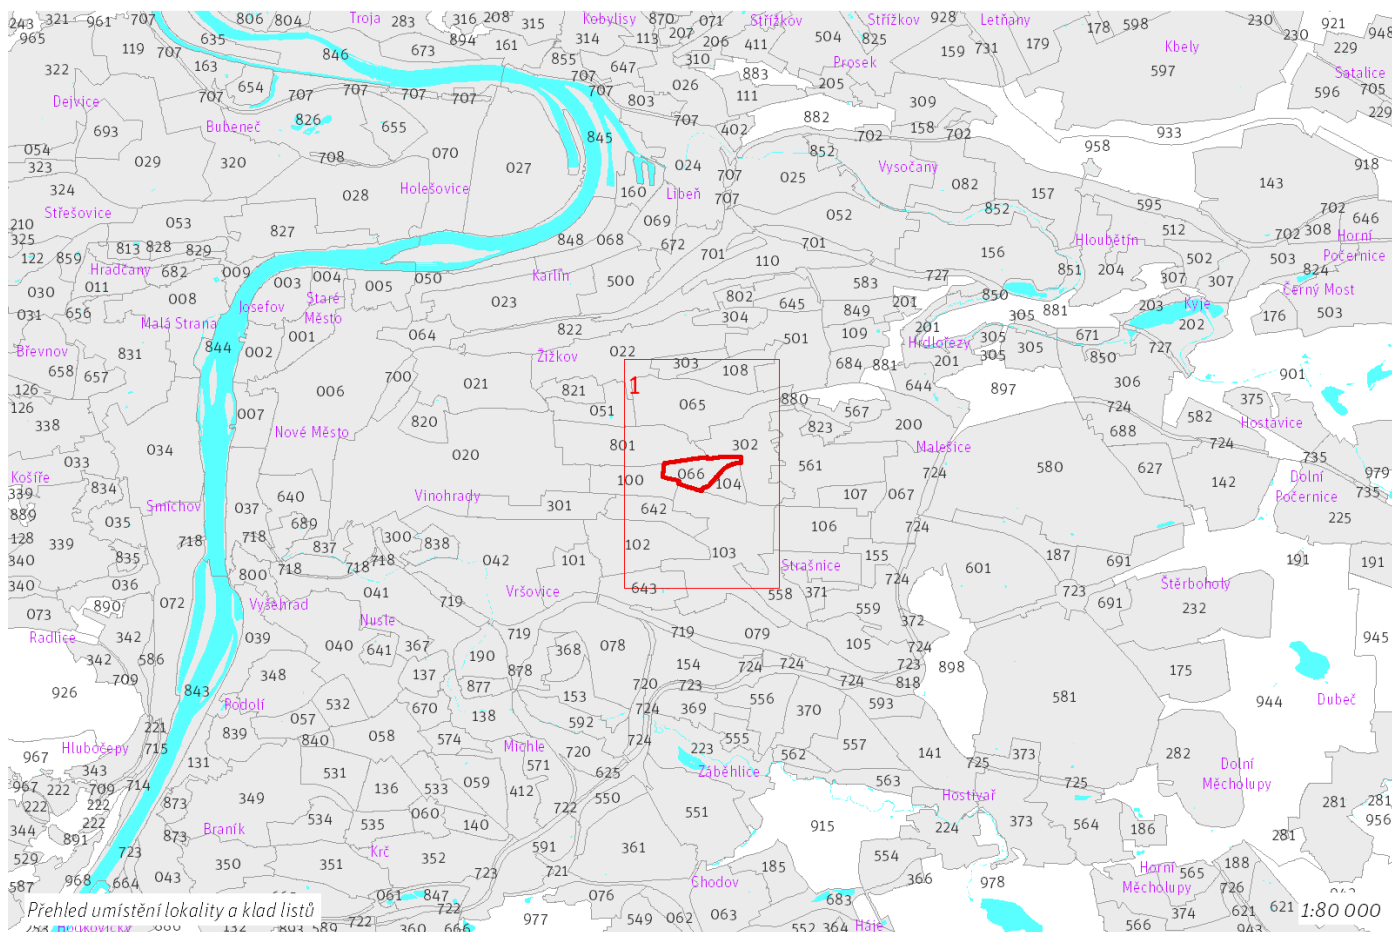 243 321 961 707 806 804 Troja 283 316 208 315 Kobylisy 870 071 Střížkov Střížkov 928 Letňany 178 598 230 921
965 635 894 161 314 113 207 206 411 504 825 159 731 179 Kbely 230 229 948
119 707 163 846 673 855 647 310 883 Prosek 597 Satalice
322 654 707 707 707 707 707 707 026 111 205 596 705
Dejvice Bubeneč 826 655 803 707 882 309 229
693 845 402 702 158 702 933
054 029 320 708 070 027 024 852 958 918
323 324 028 Holešovice 160 Libeň 707 025 Vysočany 082 157 143
Střešovice 053 707 052 852 595 702 646
210 827 069 512 308
325 813 828 829 848 068 672 701 701 156 Hloubětín 702 Horní
122 859 Hradčany 682 009 004 050 Karlín 500 110 727 851 204 502 503 824 Počernice
030 011 008 003 005 023 583 850 307 307 Černý Most
031 656 Josefov Staré 802 645 201 305 881 203 Kyje 176 503
Malá Strana Město 304 849 202
001 064 822 501 109 201 305 671
Břevnov 831 844 002 Žižkov 022 Hrdlořezy 305 305 850 727
658 657 700 021 303 108 684 881 201 901
126 006 821 1 644 897 306
126 007 051 065 880 567 724 375
338 820 823 200 688 582 Hostavice
034 Nové Město 020 801 302 Malešice 724
033 066 561 724 580 627 735 979
Košíře 834 640 Vinohrady 100 104 142 Dolní
339 Smíchov 107 067 Počernice 735
889 035 037 301 642 225
128 339 689 300 106 724
340 718 718 837 838 102 103 155 187 691 191 191
835 718 718 718 042 101 Strašnice 601
340 036 800 041 Vršovice 643 558 371 724 723 Štěrboholy
073 890 072 Vyšehrad 719 559 691 232
Radlice 342 039 Nusle 719 719 079 372 945
342 586 040 641 367 190 368 078 105 724
709 348 137 878 154 724 724 723 898 175
926 843 877 720 723 724 818 581 944 Dubeč
Podolí 532 670 138 153 724 369 556 370 593
221 057 592
Hlubočepy 715 839 840 058 574 Michle 720 724 223 555 562 557 141 373 282
967 343 131 531 571 625 Záběhlice 725 Dolní
967 222 709 714 136 533 059 412 563 725 Měcholupy
222 873 349 550 Hostivař 281 281
344 222 534 535 060 140 722 551 915 224 373 564 186 956
891 873 Braník 281
529 723 350 351 Krč 352 591 361 554 Horní 188
587 968 664 043 723 721 Chodov 185 366 978 Měcholupy 565 726
061 847 076 683
Přehled umístění lokality a klad listů 722 722 977 549 062 063 374 621 621 1:80 000
360 552 364 Háje 566 943